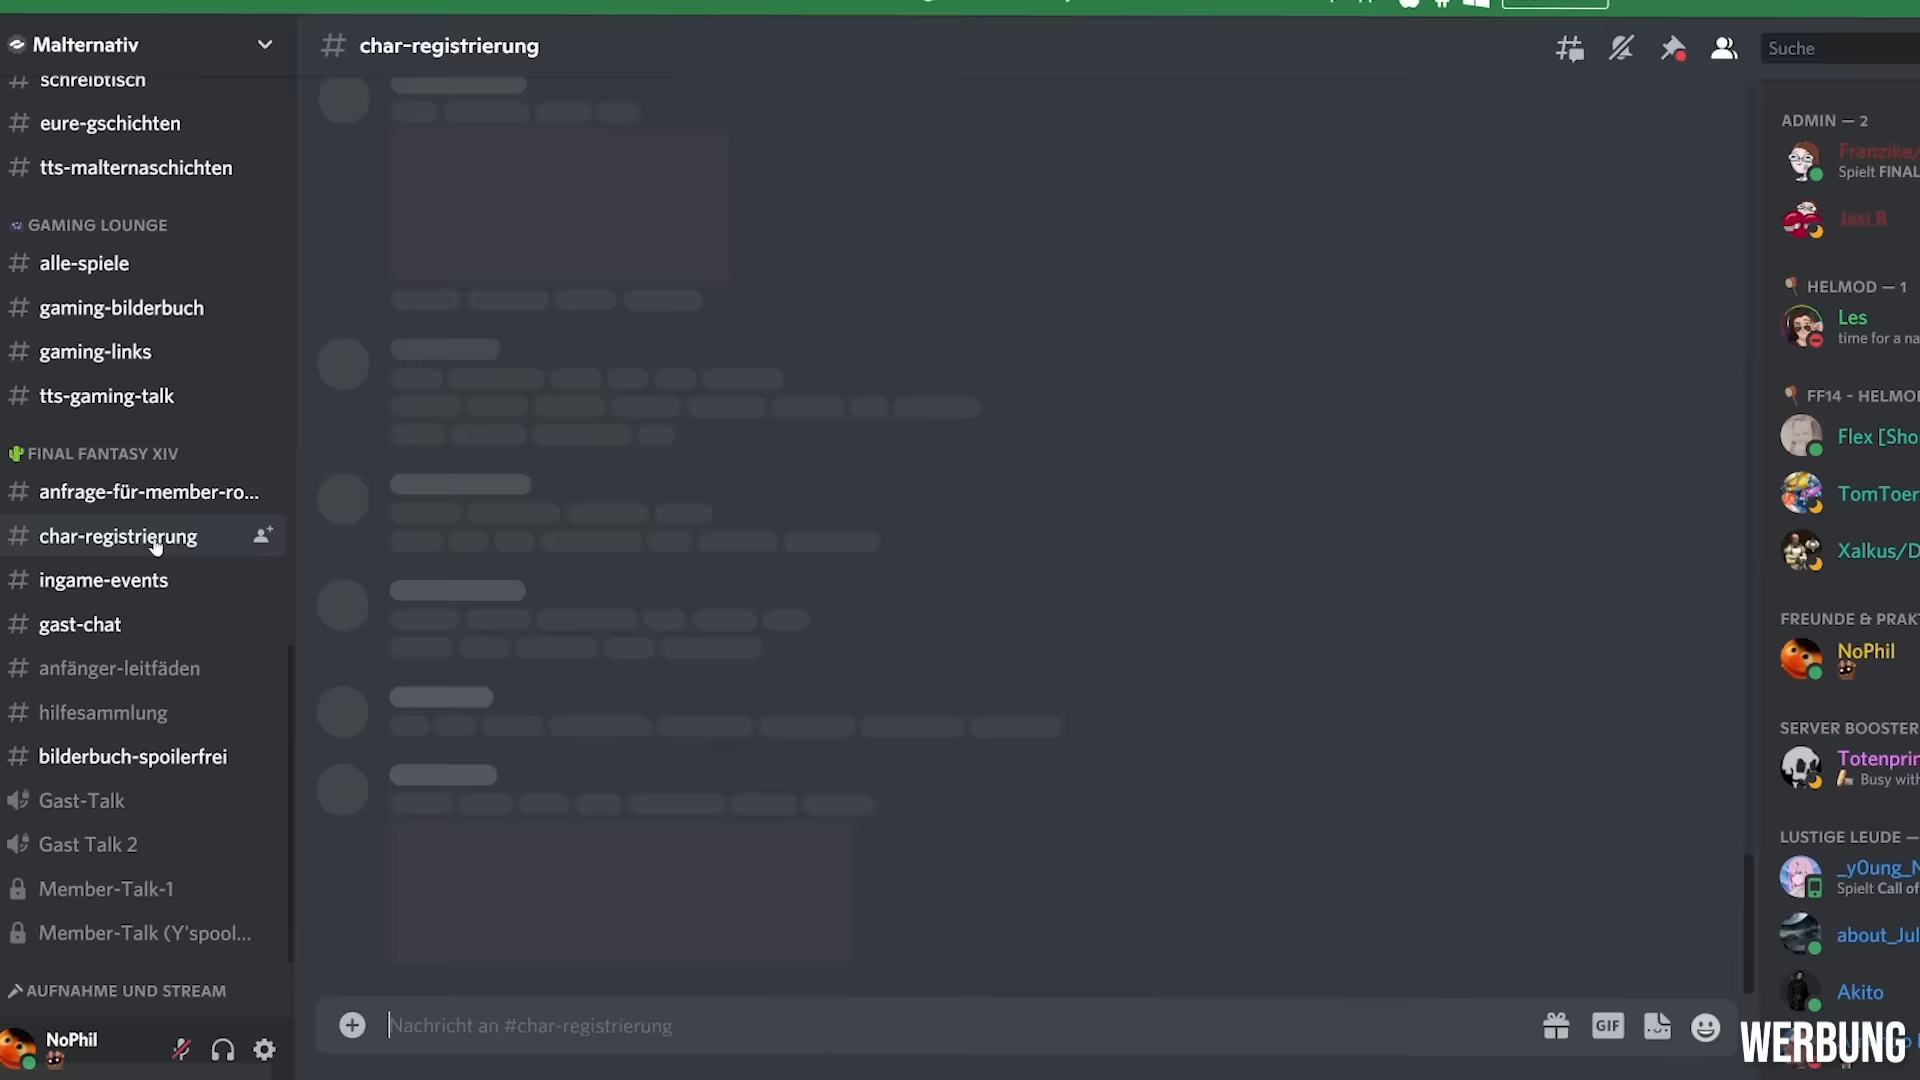 Malternativ
char-registrierung
Suche
schreibtisch
eure-gschichten
tts-malternaschichten
GAMING LOUNGE
alle-spiele
gaming-bilderbuch
gaming-links
tts-gaming-talk
FINAL FANTASY XIV
anfrage-für-member-ro...
char-registrierung
ingame-events
gast-chat
anfänger-leitfäden
hilfesammlung
bilderbuch-spoilerfrei
Gast-Talk
Gast Talk 2
Member-Talk-1
Member-Talk (Y'spool...
AUFNAHME UND STREAM
NoPhil
Nachricht an #char-registrierung
GIF
ADMIN — 2
Franzike/
Spielt FINAL
Jasi B
HELMOD — 1
Les
time for a na
FF14 - HELMO
Flex [Sho
TomToer
Xalkus/D
FREUNDE & PRAK
NoPhil
SERVER BOOSTER
Totenprin
Busy with
LUSTIGE LEUDE —
_y0ung_N
Spielt Call of
about_Jul
Akito
WERBUNG